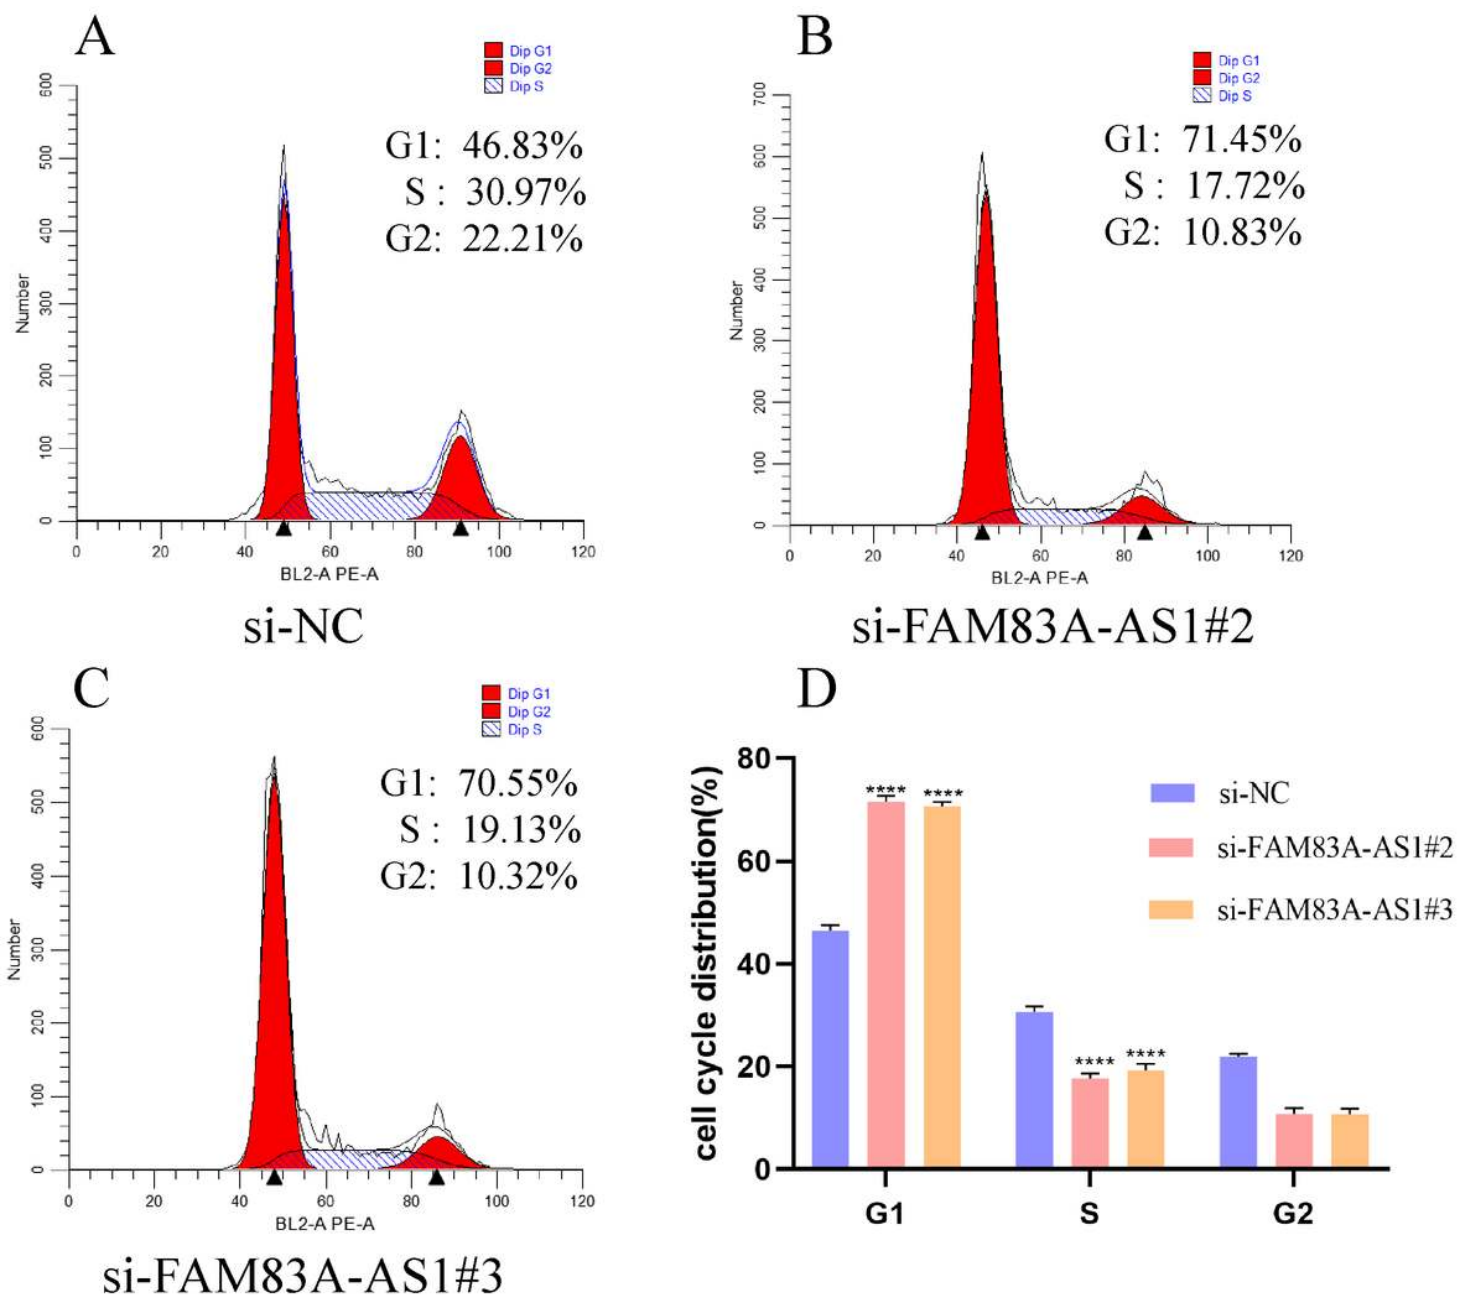 A
Dip G1
Dip G2
Dip S
G1: 46.83%
S : 30.97%
G2: 22.21%
600
500
400
300
200
100
0
Number
0 20 40 60 80 100 120
BL2-A PE-A
si-NC
B
Dip G1
Dip G2
Dip S
G1: 71.45%
S : 17.72%
G2: 10.83%
700
600
500
400
300
200
100
0
Number
0 20 40 60 80 100 120
BL2-A PE-A
si-FAM83A-AS1#2
C
Dip G1
Dip G2
Dip S
G1: 70.55%
S : 19.13%
G2: 10.32%
600
500
400
300
200
100
0
Number
0 20 40 60 80 100 120
BL2-A PE-A
si-FAM83A-AS1#3
D
80
60
40
20
0
cell cycle distribution(%)
**** ****
**** ****
si-NC
si-FAM83A-AS1#2
si-FAM83A-AS1#3
G1 S G2